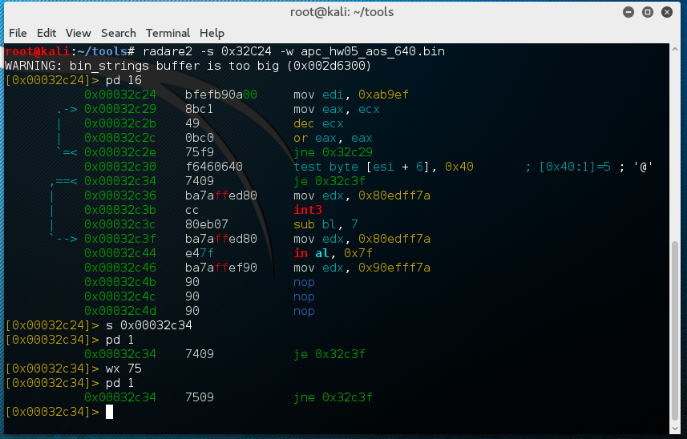 root@kali: ~/tools
File Edit View Search Terminal Help
root@kali:~/tools# radare2 -s 0x32C24 -w apc_hw05_aos_640.bin
WARNING: bin_strings buffer is too big (0x002d6300)
[0x00032c24]> pd 16
0x00032c24 bfefb90a00 mov edi, 0xab9ef
.-> 0x00032c29 8bc1 mov eax, ecx
| 0x00032c2b 49 dec ecx
| 0x00032c2c 0bc0 or eax, eax
`=< 0x00032c2e 75f9 jne 0x32c29
0x00032c30 f6460640 test byte [esi + 6], 0x40 ; [0x40:1]=5 ; '@'
,==< 0x00032c34 7409 je 0x32c3f
| 0x00032c36 ba7affed80 mov edx, 0x80edff7a
| 0x00032c3b cc int3
| 0x00032c3c 80eb07 sub bl, 7
`--> 0x00032c3f ba7affed80 mov edx, 0x80edff7a
0x00032c44 e47f in al, 0x7f
0x00032c46 ba7affef90 mov edx, 0x90efff7a
0x00032c4b 90 nop
0x00032c4c 90 nop
0x00032c4d 90 nop
[0x00032c24]> s 0x00032c34
[0x00032c34]> pd 1
0x00032c34 7409 je 0x32c3f
[0x00032c34]> wx 75
[0x00032c34]> pd 1
0x00032c34 7509 jne 0x32c3f
[0x00032c34]>